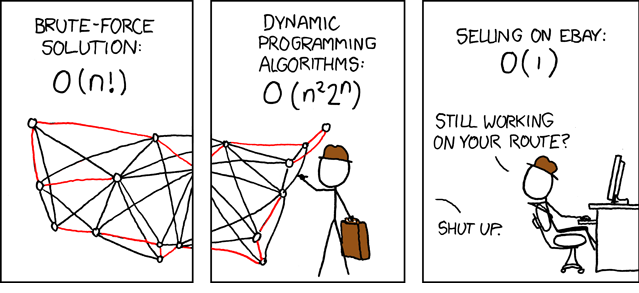 BRUTE-FORCE
SOLUTION:
O(n!)
DYNAMIC
PROGRAMMING
ALGORITHMS:
O(n²2ⁿ)
SELLING ON EBAY:
O(1)
STILL WORKING
ON YOUR ROUTE?
SHUT UP.